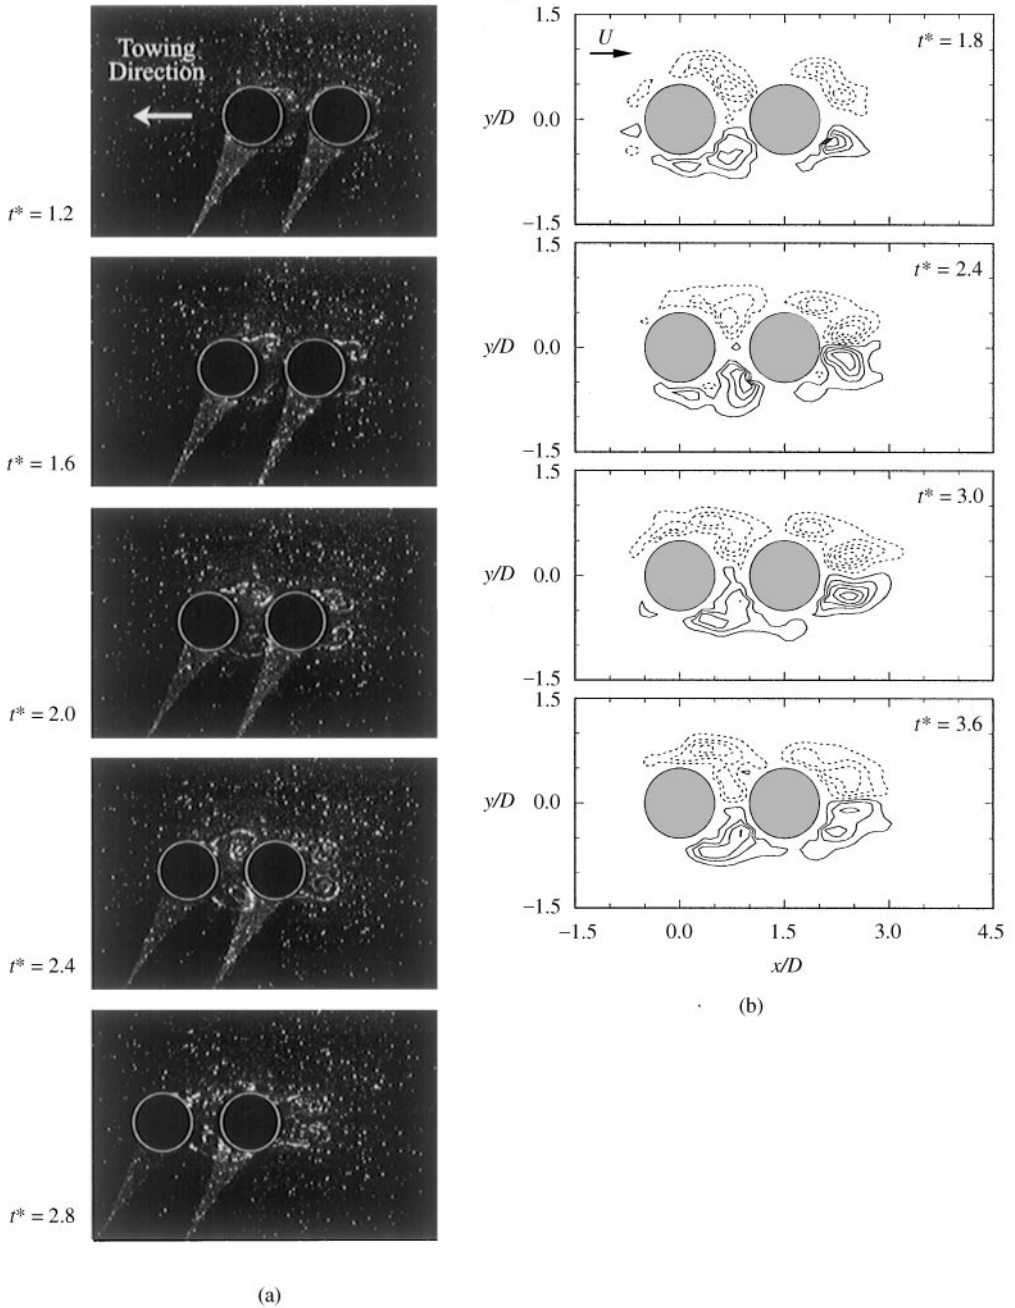 Towing
Direction
t* = 1.2
t* = 1.6
t* = 2.0
t* = 2.4
t* = 2.8
(a)
1.5
U
t* = 1.8
y/D
0.0
−1.5
1.5
t* = 2.4
y/D
0.0
−1.5
1.5
t* = 3.0
y/D
0.0
−1.5
1.5
t* = 3.6
y/D
0.0
−1.5
−1.5 0.0 1.5 3.0 4.5
x/D
(b)